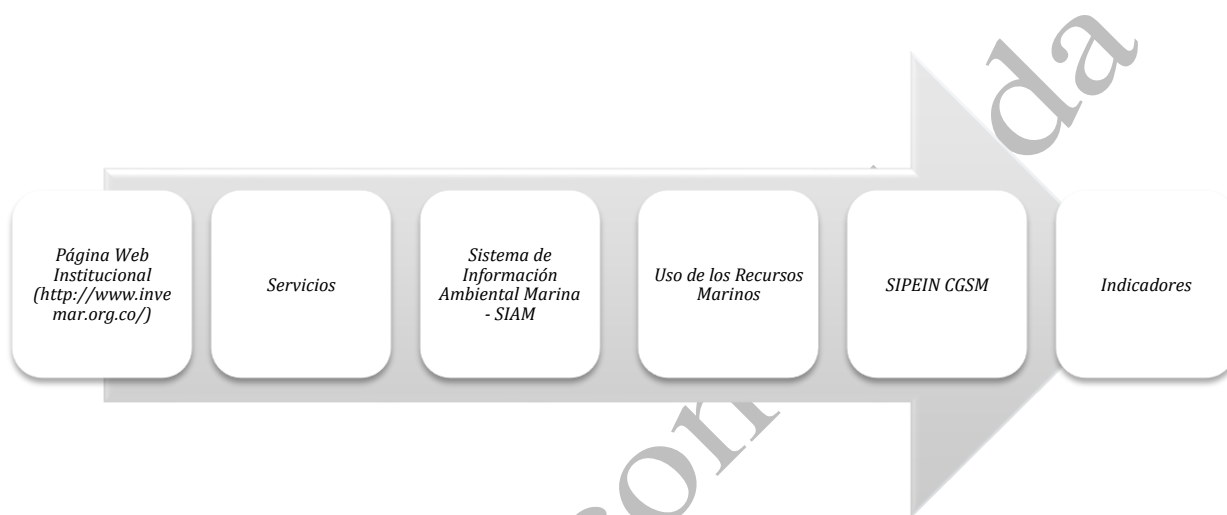 Página Web
Institucional
(http://www.inve
mar.org.co/)
Servicios
Sistema de
Información
Ambiental Marina
- SIAM
Uso de los Recursos
Marinos
SIPEIN CGSM
Indicadores